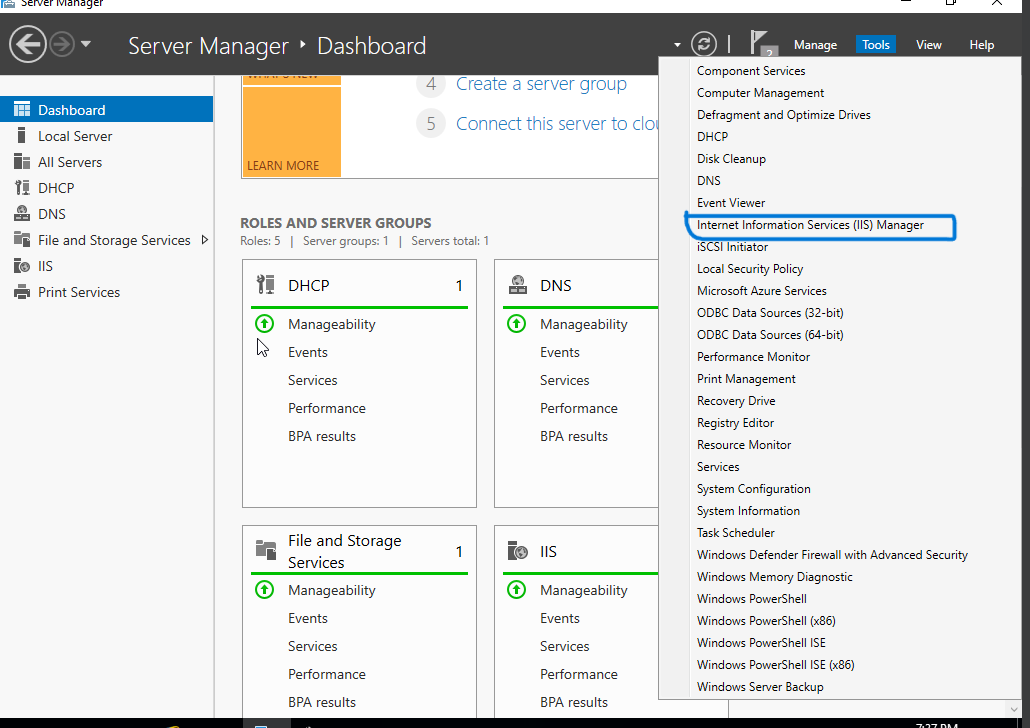 Server Manager
Server Manager ‣ Dashboard
Manage
Tools
View
Help
Dashboard
Local Server
All Servers
DHCP
DNS
File and Storage Services
IIS
Print Services
WHAT'S NEW
LEARN MORE
4 Create a server group
5 Connect this server to clou
ROLES AND SERVER GROUPS
Roles: 5 | Server groups: 1 | Servers total: 1
DHCP 1
Manageability
Events
Services
Performance
BPA results
DNS
Manageability
Events
Services
Performance
BPA results
File and Storage
Services 1
Manageability
Events
Services
Performance
BPA results
IIS
Manageability
Events
Services
Performance
BPA results
Component Services
Computer Management
Defragment and Optimize Drives
DHCP
Disk Cleanup
DNS
Event Viewer
Internet Information Services (IIS) Manager
iSCSI Initiator
Local Security Policy
Microsoft Azure Services
ODBC Data Sources (32-bit)
ODBC Data Sources (64-bit)
Performance Monitor
Print Management
Recovery Drive
Registry Editor
Resource Monitor
Services
System Configuration
System Information
Task Scheduler
Windows Defender Firewall with Advanced Security
Windows Memory Diagnostic
Windows PowerShell
Windows PowerShell (x86)
Windows PowerShell ISE
Windows PowerShell ISE (x86)
Windows Server Backup